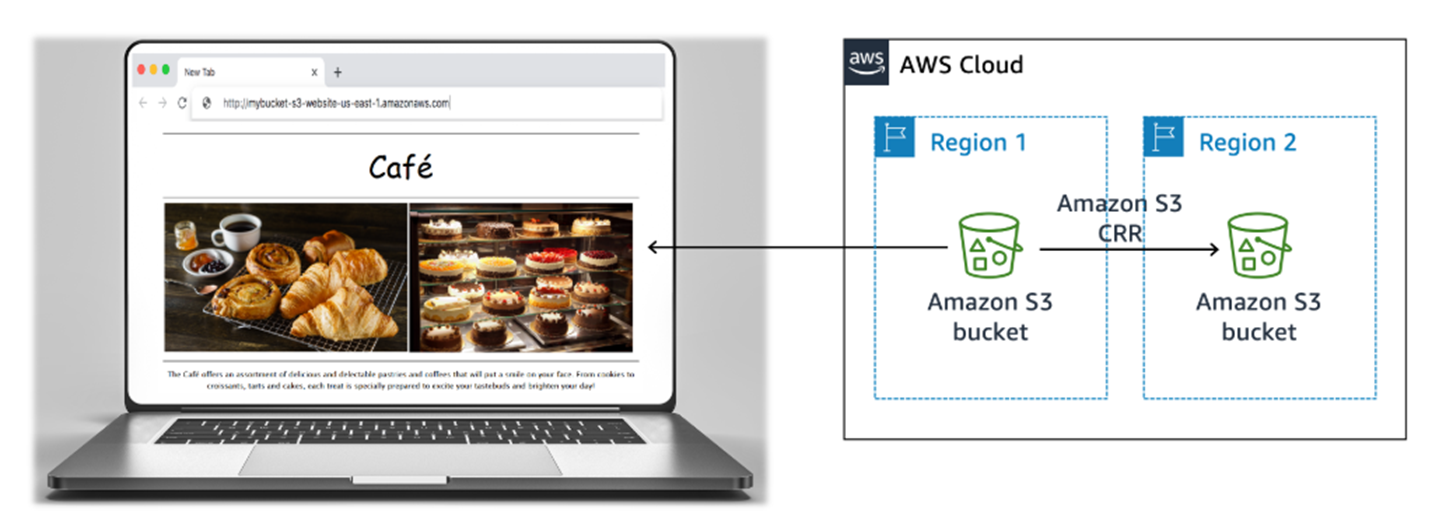 New Tab
x
+
http://mybucket-s3-website-us-east-1.amazonaws.com
Café
The Café offers an assortment of delicious and delectable pastries and coffees that will put a smile on your face. From cookies to
croissants, tarts and cakes, each treat is specially prepared to excite your tastebuds and brighten your day!
aws
AWS Cloud
Region 1
Region 2
Amazon S3
CRR
Amazon S3
bucket
Amazon S3
bucket